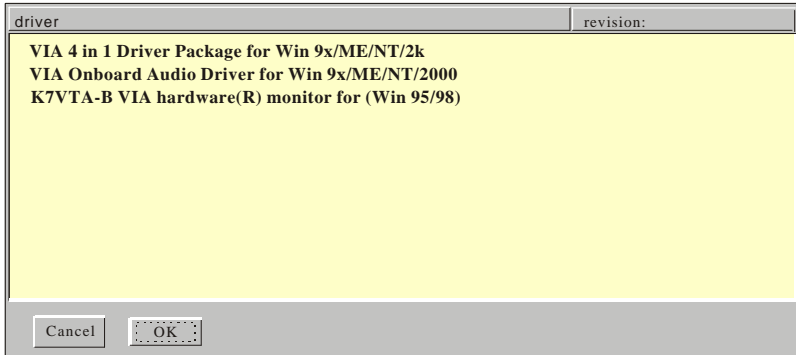 driver revision:
VIA 4 in 1 Driver Package for Win 9x/ME/NT/2k
VIA Onboard Audio Driver for Win 9x/ME/NT/2000
K7VTA-B VIA hardware(R) monitor for (Win 95/98)
Cancel OK